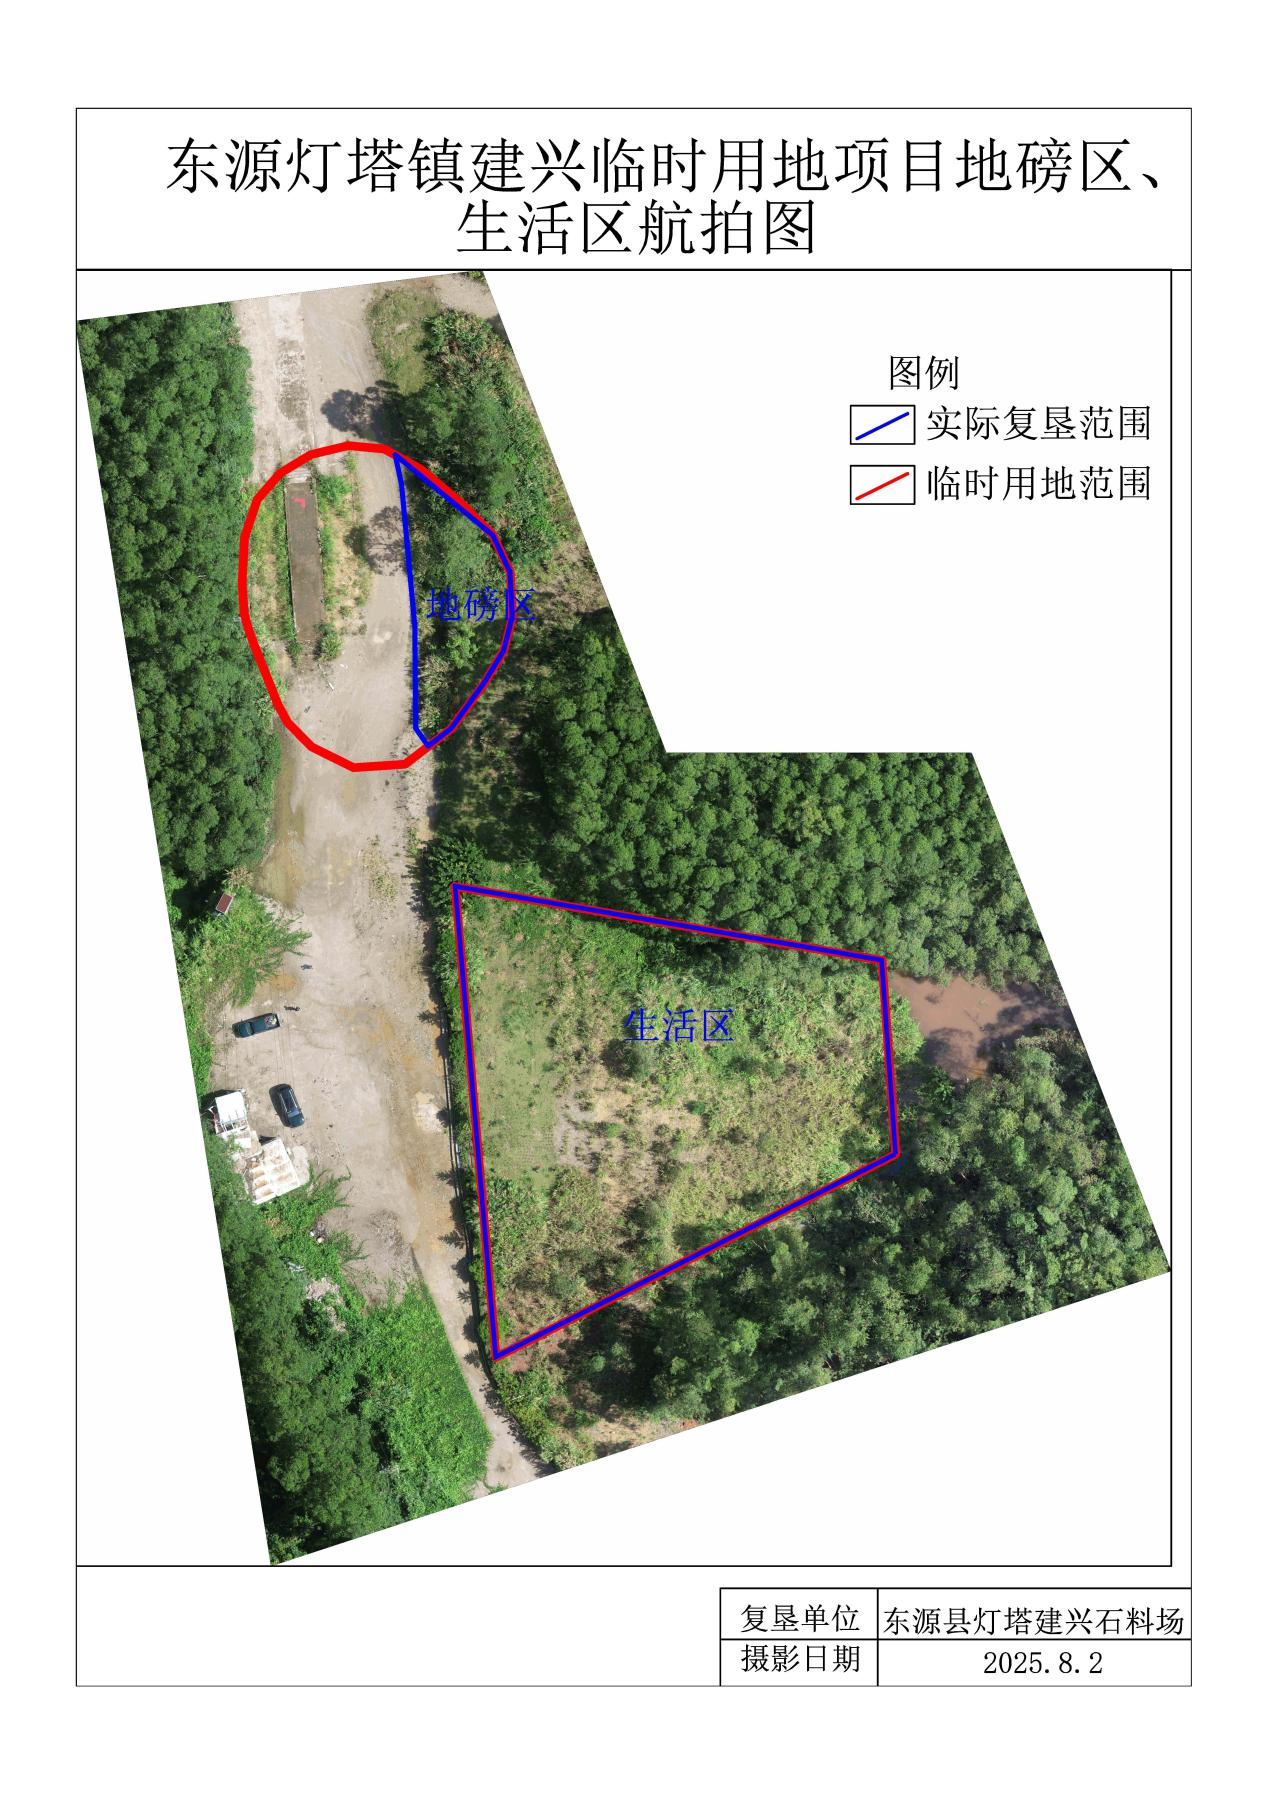 东源灯塔镇建兴临时用地项目地磅区、
生活区航拍图
图例
实际复垦范围
临时用地范围
地磅区
生活区
复垦单位 东源县灯塔建兴石料场
摄影日期 2025.8.2